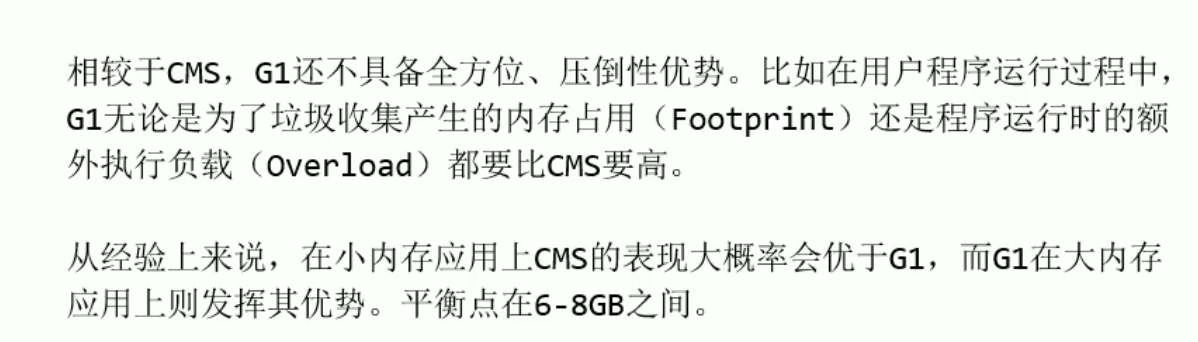 相较于CMS，G1还不具备全方位、压倒性优势。比如在用户程序运行过程中，
G1无论是为了垃圾收集产生的内存占用（Footprint）还是程序运行时的额
外执行负载（Overload）都要比CMS要高。
从经验上来说，在小内存应用上CMS的表现大概率会优于G1，而G1在大内存
应用上则发挥其优势。平衡点在6-8GB之间。